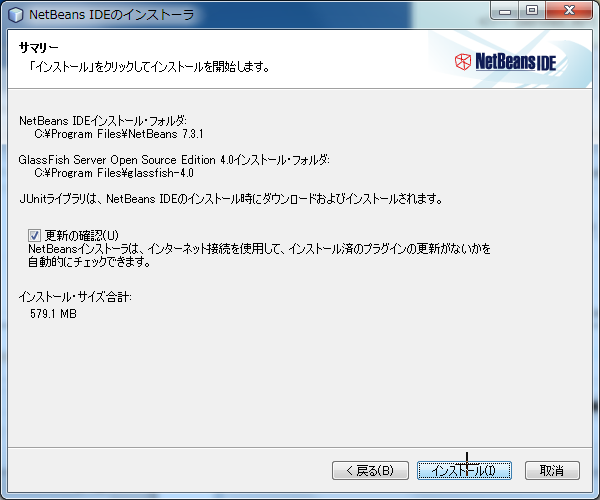 NetBeans IDEのインストーラ
サマリー
「インストール」をクリックしてインストールを開始します。
NetBeans IDE
NetBeans IDEインストール・フォルダ:
C:¥Program Files¥NetBeans 7.3.1
GlassFish Server Open Source Edition 4.0インストール・フォルダ:
C:¥Program Files¥glassfish-4.0
JUnitライブラリは、NetBeans IDEのインストール時にダウンロードおよびインストールされます。
更新の確認(U)
NetBeansインストーラは、インターネット接続を使用して、インストール済のプラグインの更新がないかを
自動的にチェックできます。
インストール・サイズ合計:
579.1 MB
< 戻る(B)
インストール(I)
取消